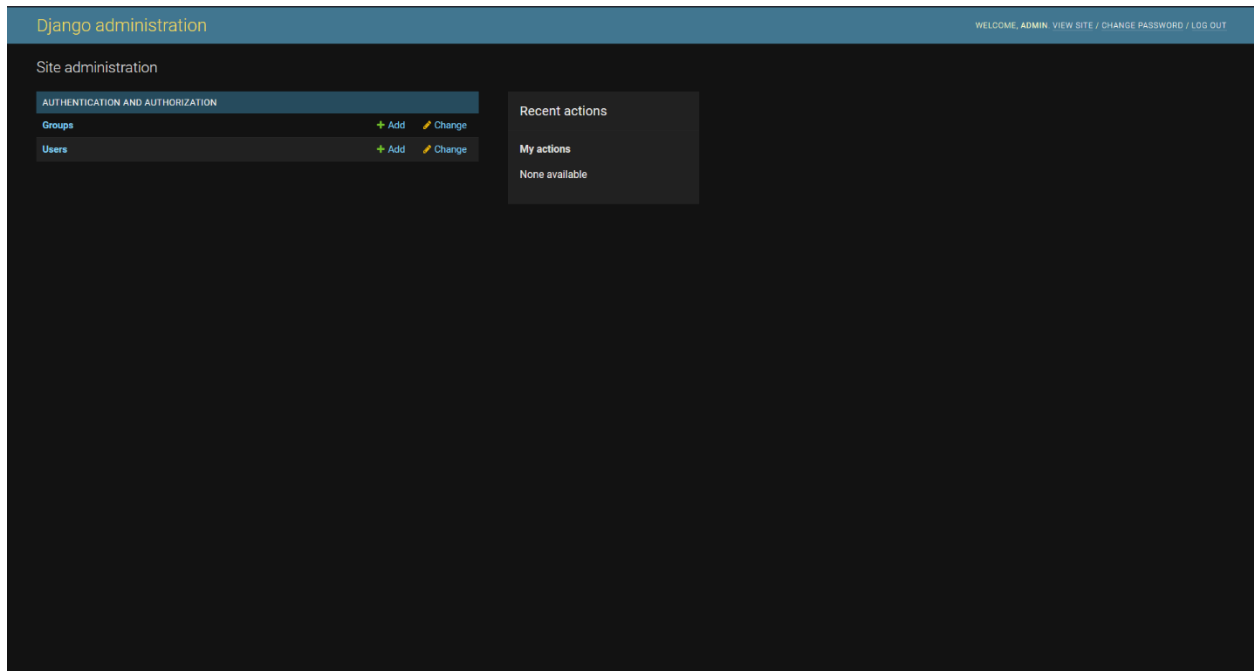 Django administration
WELCOME, ADMIN. VIEW SITE / CHANGE PASSWORD / LOG OUT
Site administration
AUTHENTICATION AND AUTHORIZATION
Groups + Add Change
Users + Add Change
Recent actions
My actions
None available